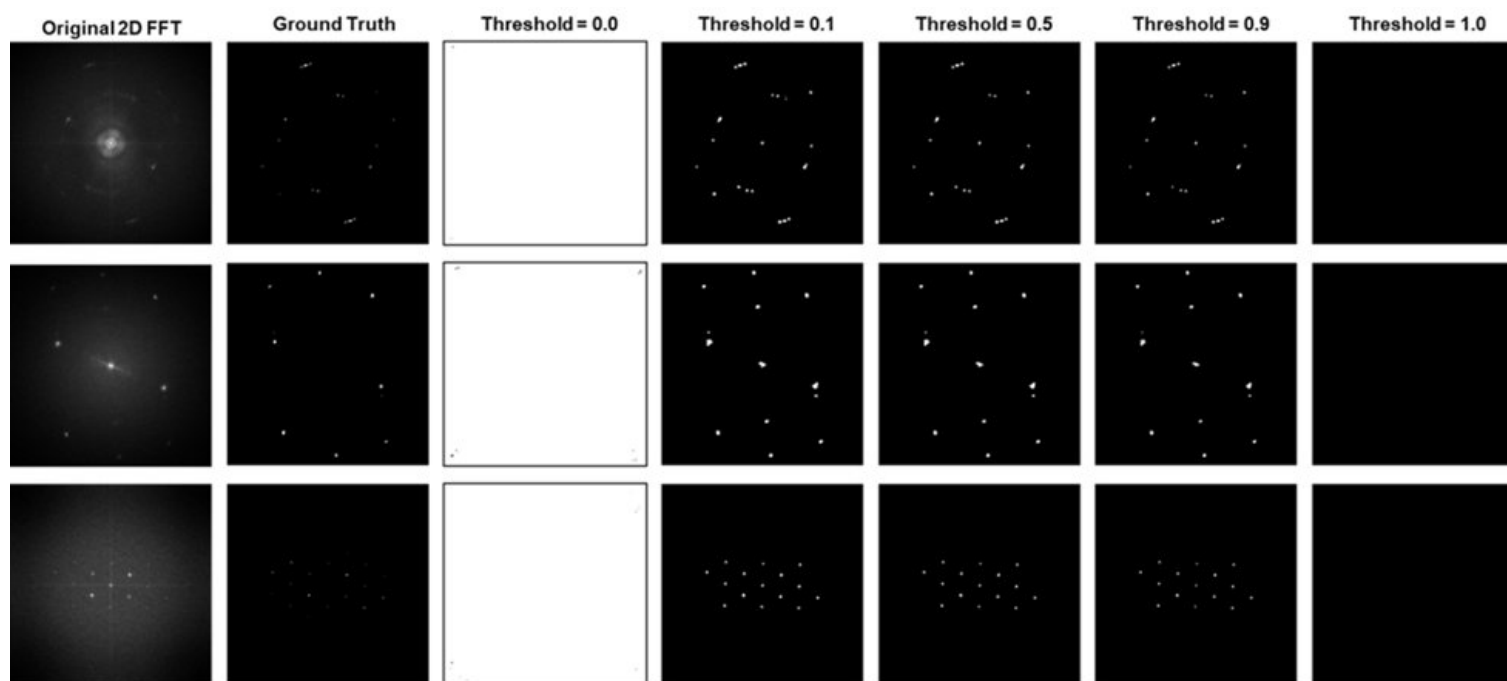 Original 2D FFT Ground Truth Threshold = 0.0 Threshold = 0.1 Threshold = 0.5 Threshold = 0.9 Threshold = 1.0